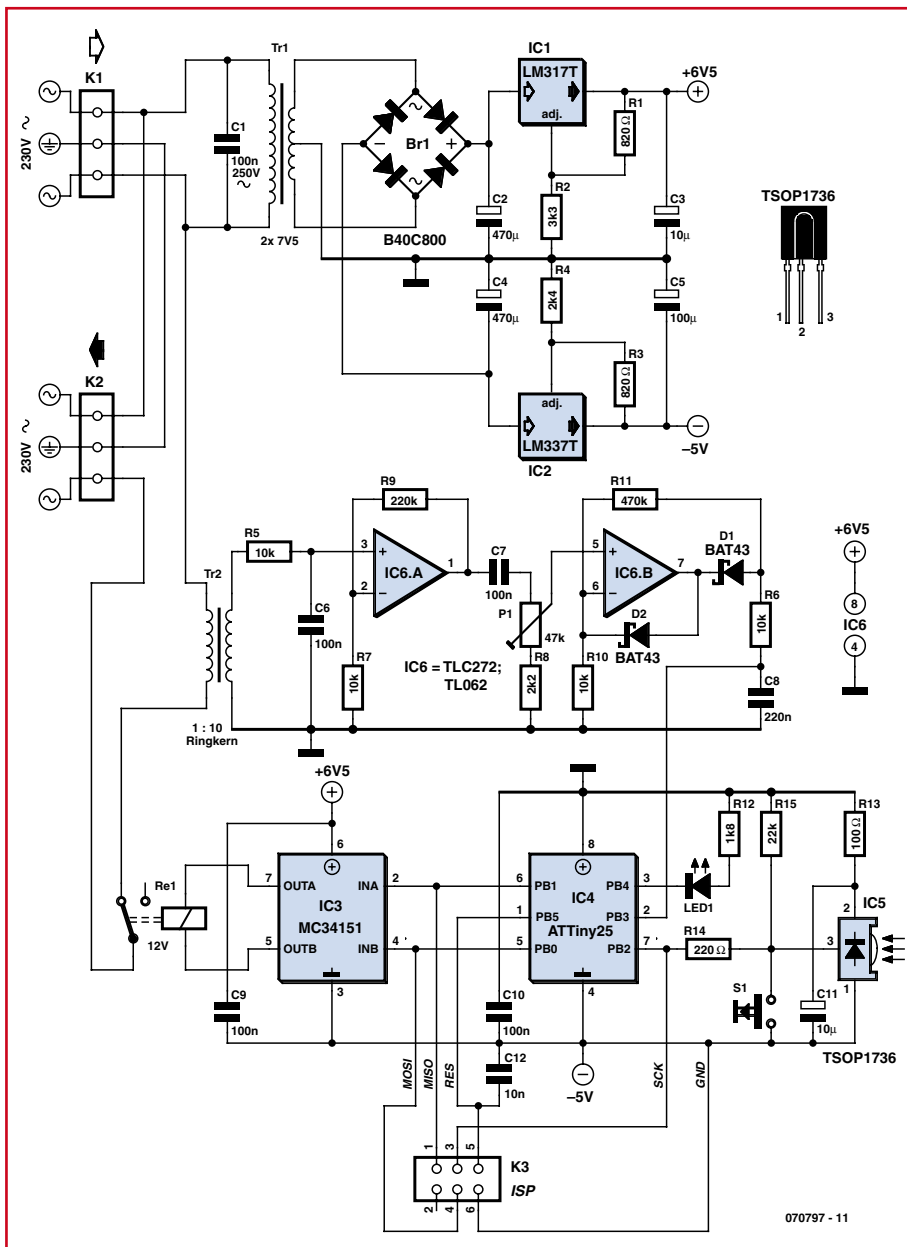 K1
230V ~
Tr1
C1
100n
250V
~
2x 7V5
~
Br1
− +
~
B40C800
IC1
LM317T
adj.
R1
820Ω
+6V5
+
R2
3k3
C2
470µ
C3
10µ
C4
470µ
R4
2k4
C5
100µ
R3
820Ω
adj.
LM337T
IC2
−
−5V
TSOP1736
1 2 3
K2
230V ~
Tr2
1 : 10
Ringkern
R5
10k
C6
100n
R9
220k
3 +
2 −
IC6.A
1
R7
10k
C7
100n
P1
47k
R8
2k2
IC6 = TLC272;
TL062
R11
470k
5 +
6 −
IC6.B
7
D1
BAT43
D2
BAT43
R10
10k
R6
10k
C8
220n
+6V5
+
8
IC6
4
+6V5
+
6
+
7 OUTA INA 2
IC3
MC34151
5 OUTB INB 4'
3
Re1
12V
C9
100n
8
+
6 PB1 PB4 3
IC4
1 PB5 PB3 2
ATTiny25
5 PB0 PB2 7'
4
C10
100n
C12
10n
−
−5V
R12
1k8
LED1
R15
22k
R13
100Ω
R14
220Ω
S1
C11
10µ
IC5
2
3
1
TSOP1736
MOSI
MISO
RES
SCK
GND
1 3 5
2 4 6
K3
ISP
070797 - 11